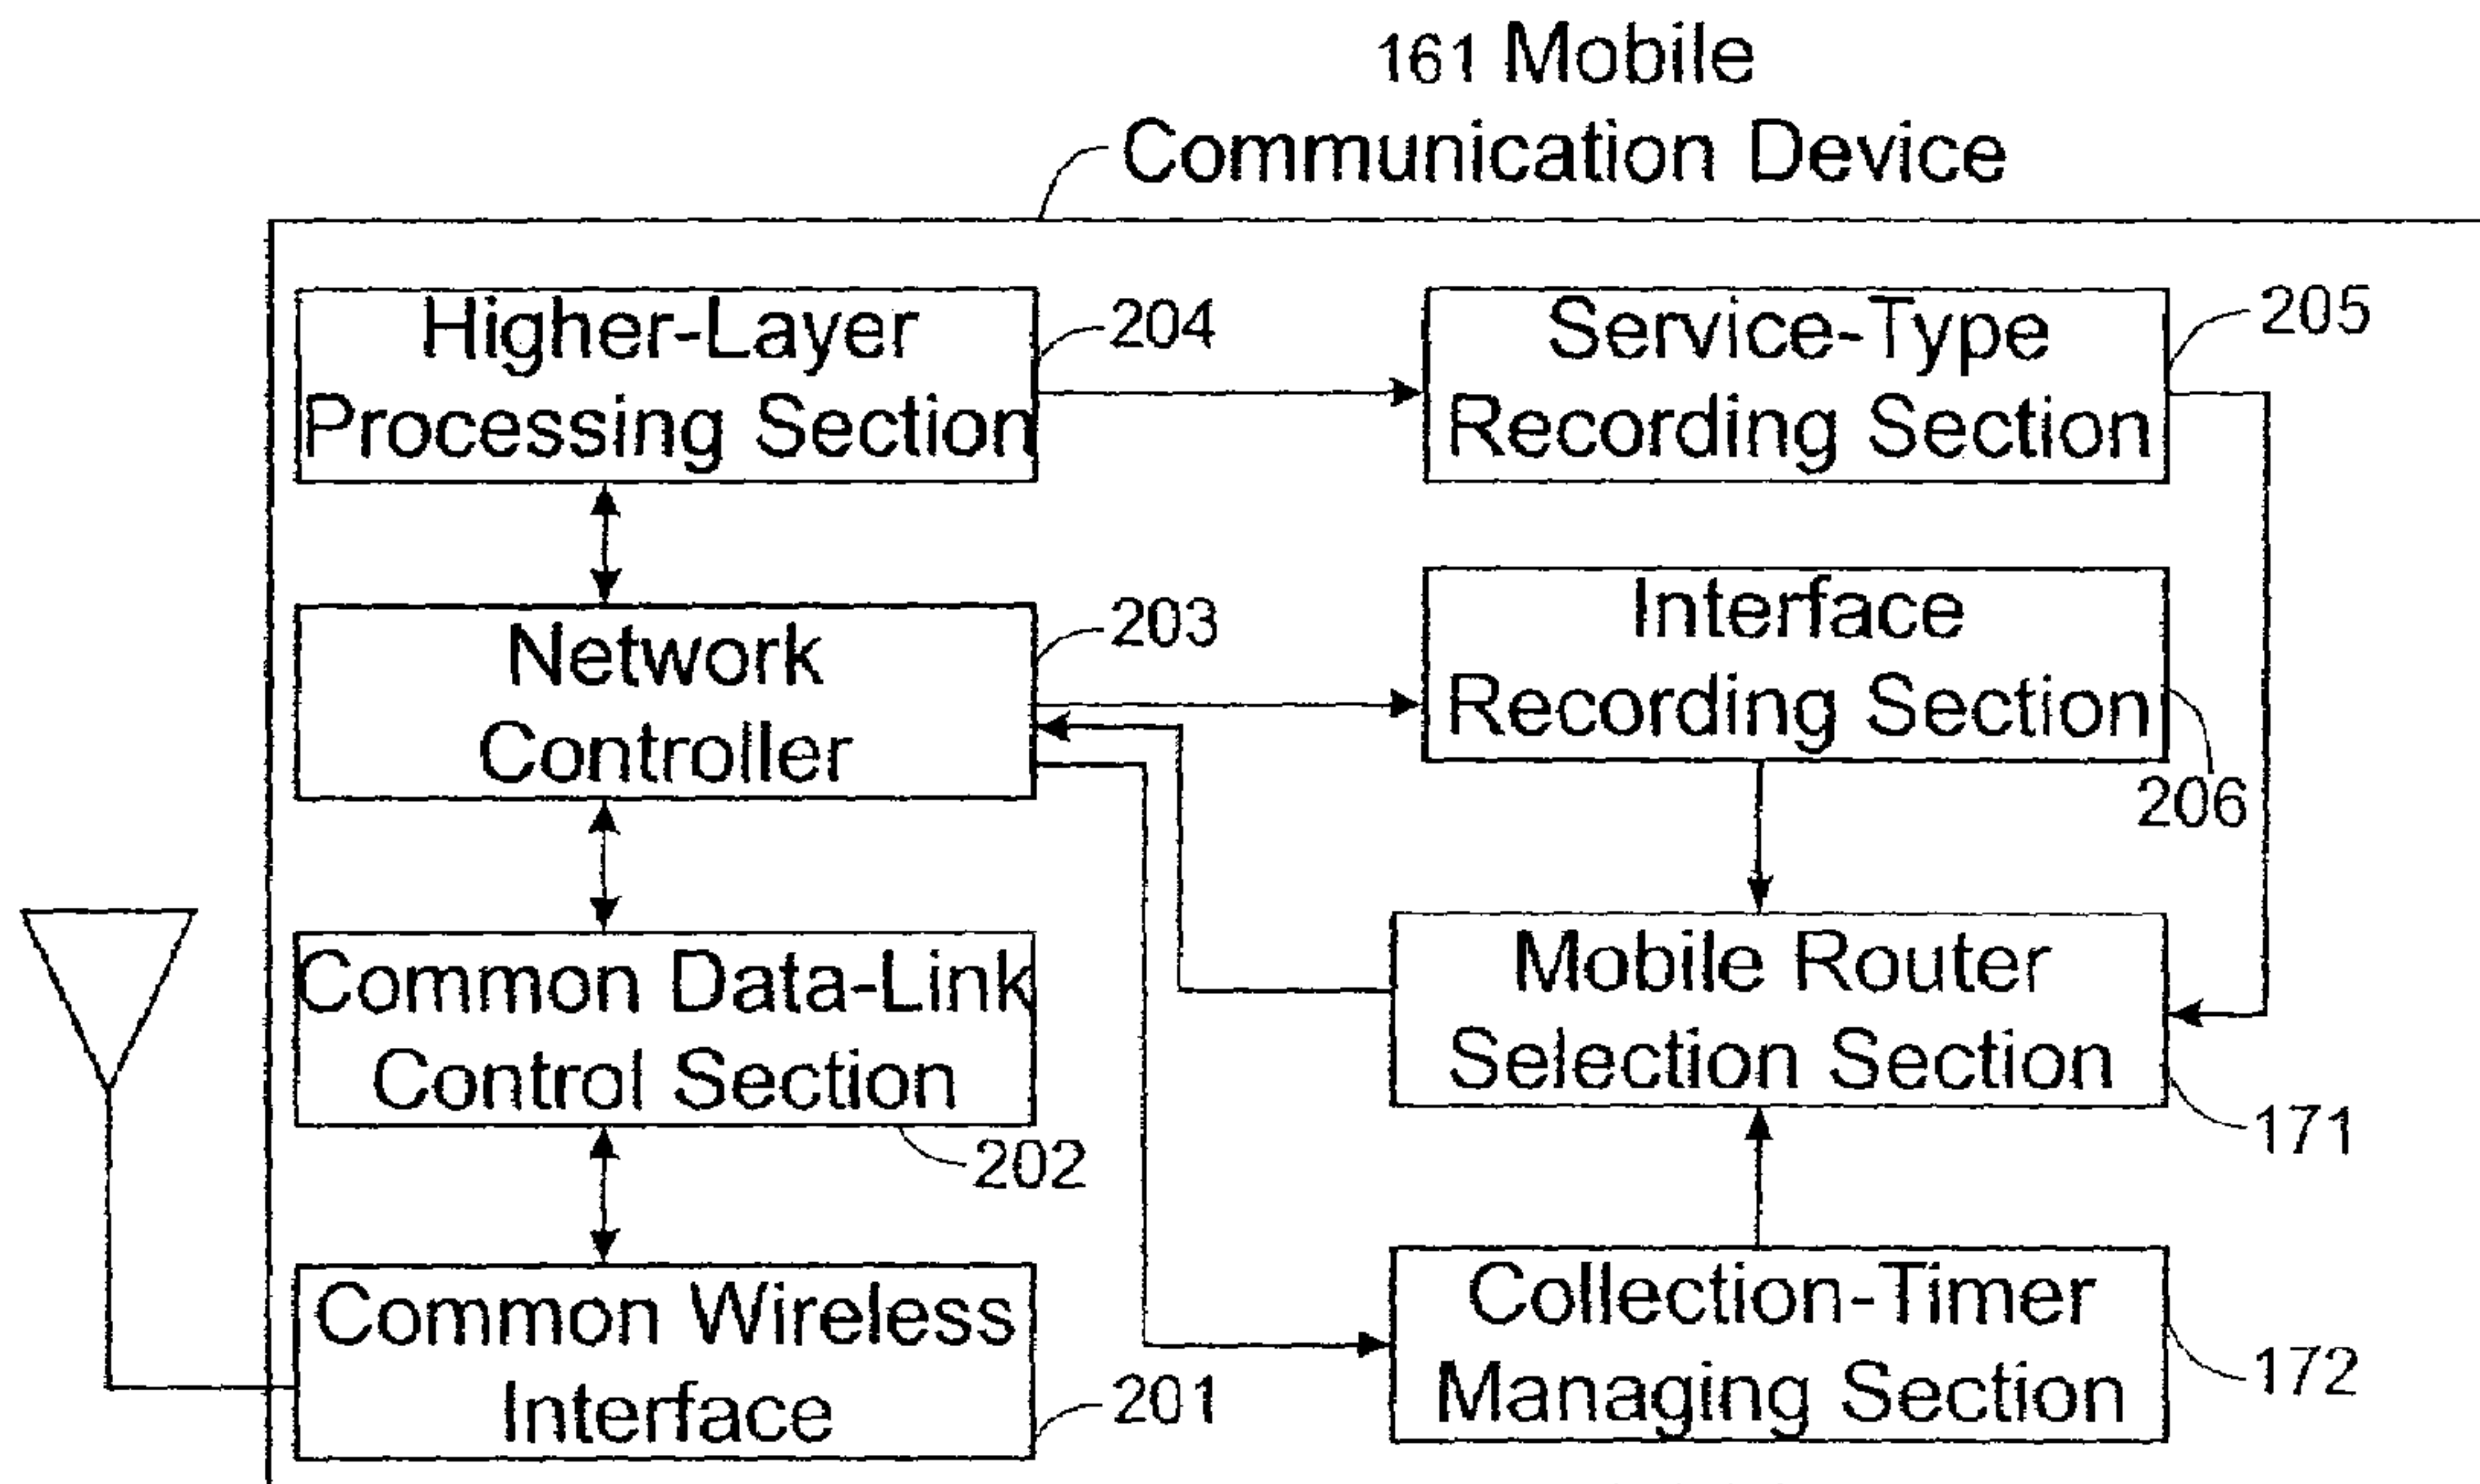 161 Mobile
Communication Device
Higher-Layer
Processing Section
204
Service-Type
Recording Section
205
Network
Controller
203
Interface
Recording Section
206
Common Data-Link
Control Section
202
Mobile Router
Selection Section
171
Common Wireless
Interface
201
Collection-Timer
Managing Section
172